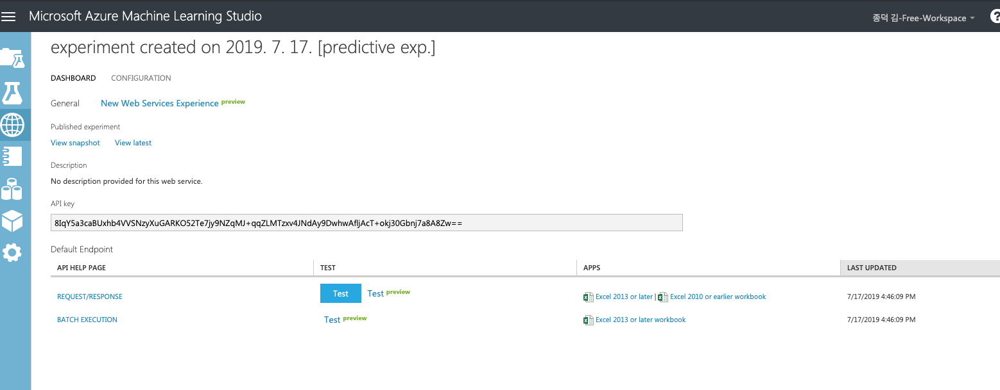 Microsoft Azure Machine Learning Studio
종덕 김-Free-Workspace
?
experiment created on 2019. 7. 17. [predictive exp.]
DASHBOARD CONFIGURATION
General New Web Services Experience preview
Published experiment
View snapshot View latest
Description
No description provided for this web service.
API key
8IqY5a3caBUxhb4VVSNzyXuGARKO52Te7jy9NZqMJ+qqZLMTzxv4JNdAy9DwhwAfljAcT+okj30Gbnj7a8A8Zw==
Default Endpoint
API HELP PAGE TEST APPS LAST UPDATED
REQUEST/RESPONSE Test Test preview Excel 2013 or later | Excel 2010 or earlier workbook 7/17/2019 4:46:09 PM
BATCH EXECUTION Test preview Excel 2013 or later workbook 7/17/2019 4:46:09 PM